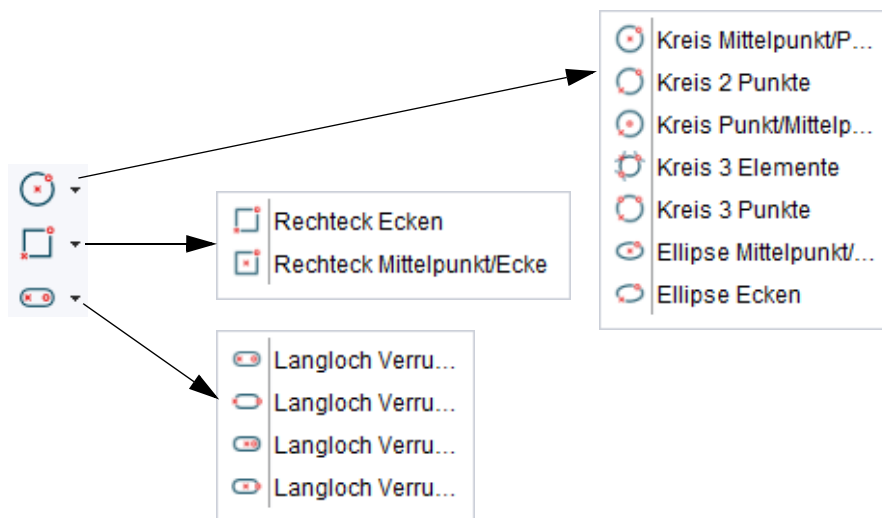 Kreis Mittelpunkt/P...
Kreis 2 Punkte
Kreis Punkt/Mittelp...
Kreis 3 Elemente
Kreis 3 Punkte
Ellipse Mittelpunkt/...
Ellipse Ecken
Rechteck Ecken
Rechteck Mittelpunkt/Ecke
Langloch Verru...
Langloch Verru...
Langloch Verru...
Langloch Verru...